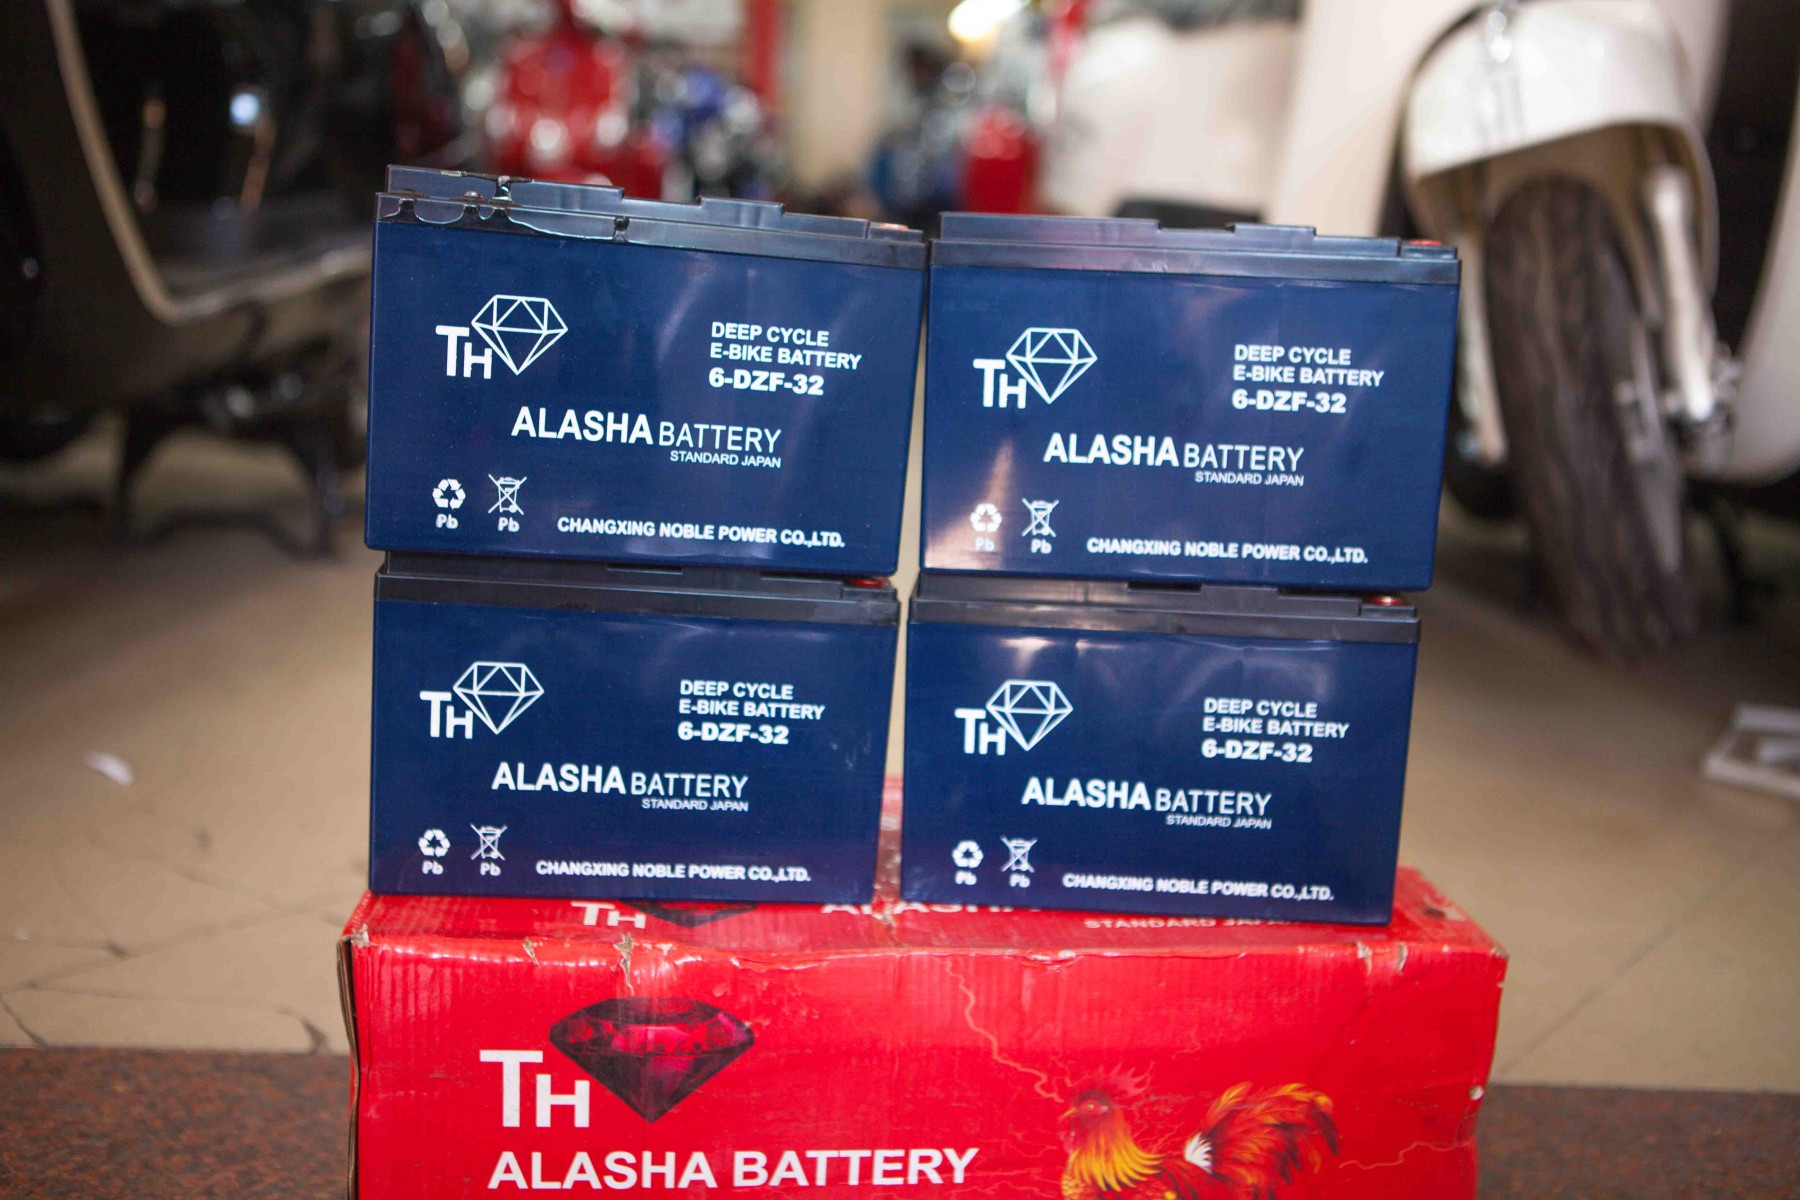 TH
DEEP CYCLE
E-BIKE BATTERY
6-DZF-32
ALASHA BATTERY
STANDARD JAPAN
Pb Pb
CHANGXING NOBLE POWER CO.,LTD.
TH
DEEP CYCLE
E-BIKE BATTERY
6-DZF-32
ALASHA BATTERY
STANDARD JAPAN
Pb Pb
CHANGXING NOBLE POWER CO.,LTD.
TH
DEEP CYCLE
E-BIKE BATTERY
6-DZF-32
ALASHA BATTERY
STANDARD JAPAN
Pb Pb
CHANGXING NOBLE POWER CO.,LTD.
TH
DEEP CYCLE
E-BIKE BATTERY
6-DZF-32
ALASHA BATTERY
STANDARD JAPAN
Pb Pb
CHANGXING NOBLE POWER CO.,LTD.
TH ALASHA
STANDARD JAPAN
TH
ALASHA BATTERY